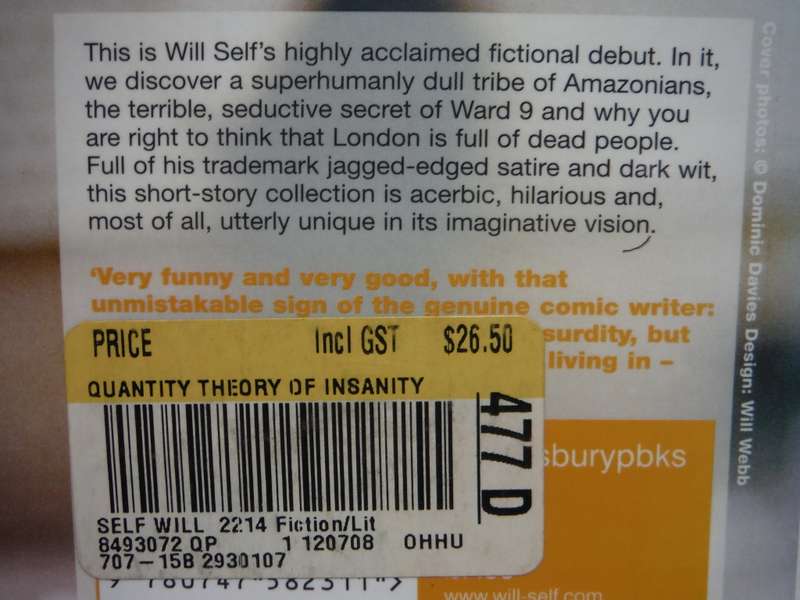 This is Will Self's highly acclaimed fictional debut. In it,
we discover a superhumanly dull tribe of Amazonians,
the terrible, seductive secret of Ward 9 and why you
are right to think that London is full of dead people.
Full of his trademark jagged-edged satire and dark wit,
this short-story collection is acerbic, hilarious and,
most of all, utterly unique in its imaginative vision.
'Very funny and very good, with that
unmistakable sign of the genuine comic writer:
surdity, but
living in –
PRICE Incl GST $26.50
QUANTITY THEORY OF INSANITY
477 D
SELF WILL 2214 Fiction/Lit
8493072 QP 1 120708 OHHU
707-15B 2930107
sburypbks
www.will-self.com
Cover photos: © Dominic Davies Design: Will Webb